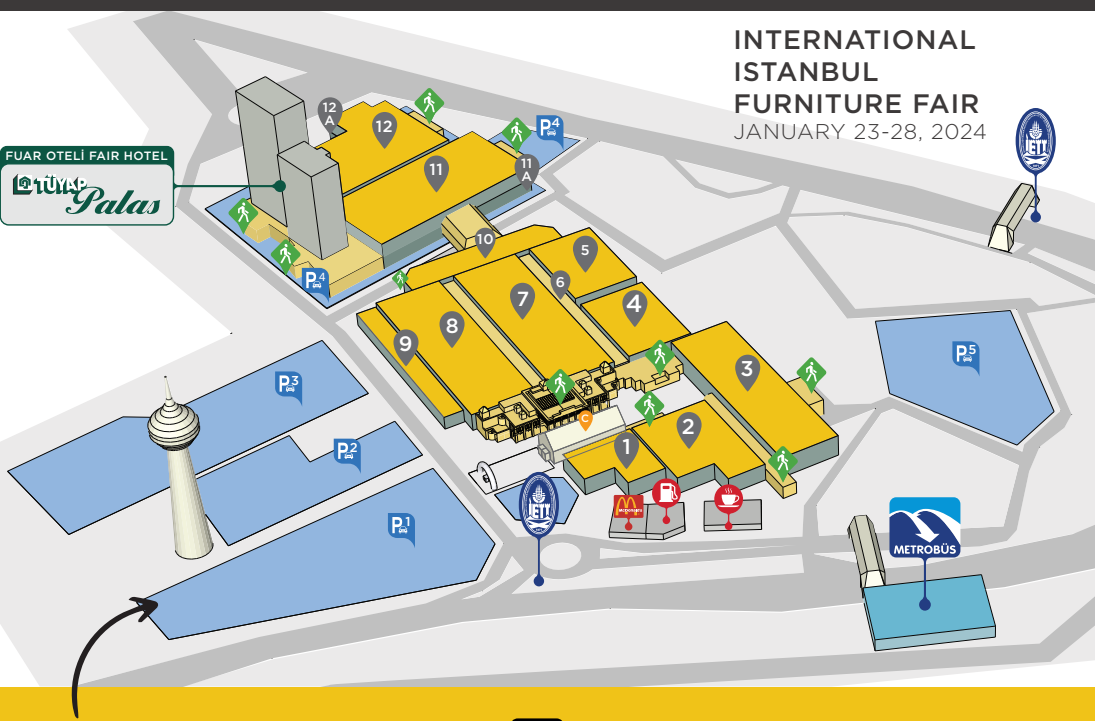 INTERNATIONAL
ISTANBUL
FURNITURE FAIR
JANUARY 23-28, 2024
FUAR OTELİ FAIR HOTEL
TÜYAP
Palas
12
A
12
11
11
A
P4
P4
10
5
6
7
4
8
9
3
2
1
C
P5
P3
P2
P1
IETT
IETT
McDonald's
METROBÜS